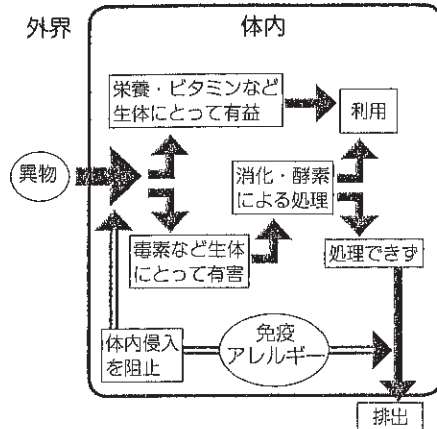 外界
体内
栄養・ビタミンなど
生体にとって有益
利用
異物
消化・酵素
による処理
毒素など生体
にとって有害
処理できず
体内侵入
を阻止
免疫
アレルギー
排出